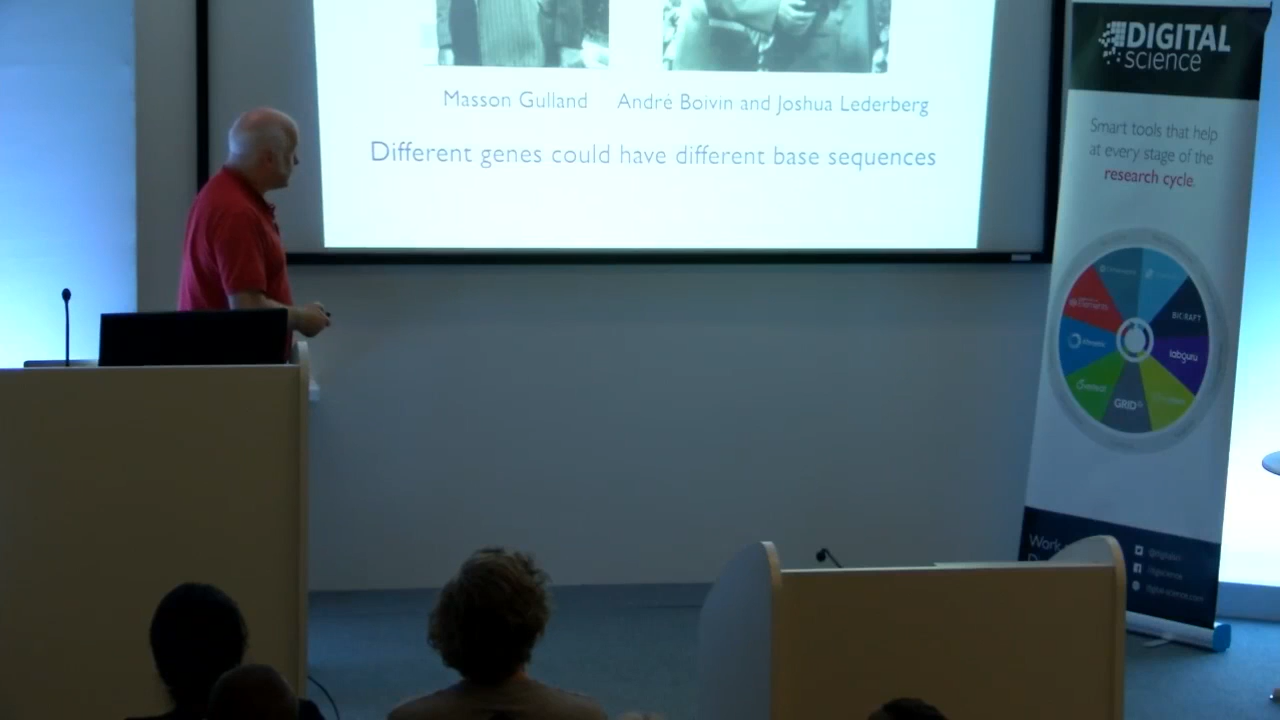 Masson Gulland
André Boivin and Joshua Lederberg
Different genes could have different base sequences
DIGITAL
science
Smart tools that help
at every stage of the
research cycle.
BIORAFT
labguru
GRID
Work